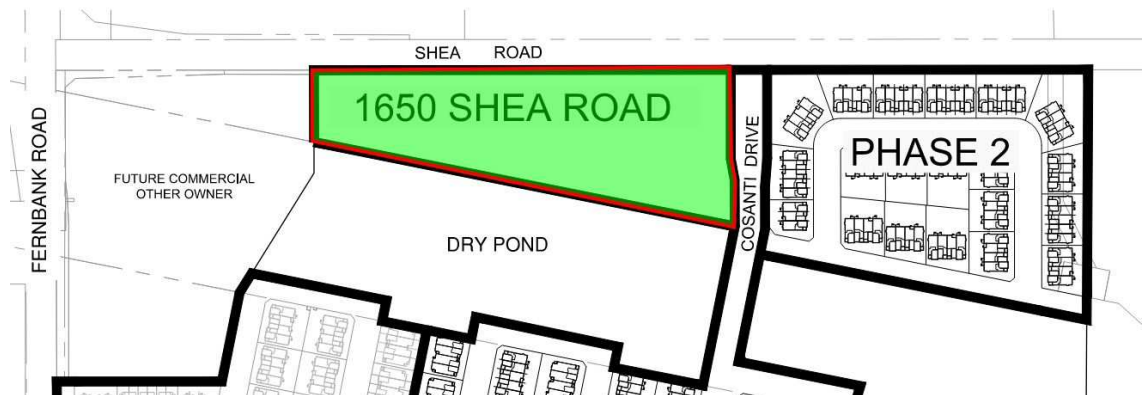 SHEA ROAD
1650 SHEA ROAD
COSANTI DRIVE
PHASE 2
FERNBANK ROAD
FUTURE COMMERCIAL
OTHER OWNER
DRY POND